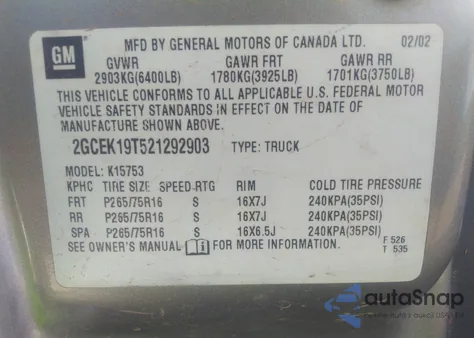 GM
MFD BY GENERAL MOTORS OF CANADA LTD. 02/02
GVWR GAWR FRT GAWR RR
2903KG(6400LB) 1780KG(3925LB) 1701KG(3750LB)
THIS VEHICLE CONFORMS TO ALL APPLICABLE U.S. FEDERAL MOTOR
VEHICLE SAFETY STANDARDS IN EFFECT ON THE DATE OF
MANUFACTURE SHOWN ABOVE.
2GCEK19T521292903 TYPE: TRUCK
MODEL: K15753
KPHC TIRE SIZE SPEED-RTG RIM COLD TIRE PRESSURE
FRT P265/75R16 S 16X7J 240KPA(35PSI)
RR P265/75R16 S 16X7J 240KPA(35PSI)
SPA P265/75R16 S 16X6.5J 240KPA(35PSI)
SEE OWNER'S MANUAL FOR MORE INFORMATION. F 526
T 535
autoSnap